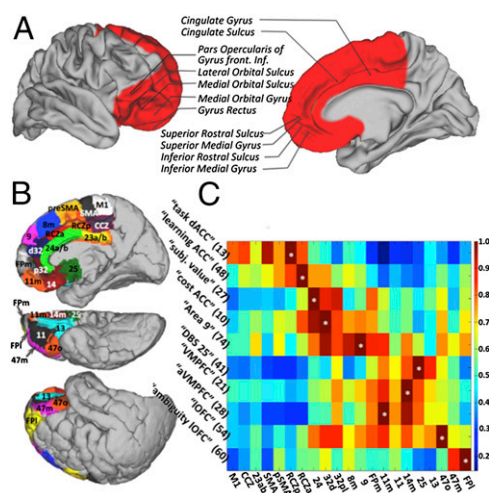 A
Cingulate Gyrus
Cingulate Sulcus
Pars Opercularis of
Gyrus front. Inf.
Lateral Orbital Sulcus
Medial Orbital Sulcus
Medial Orbital Gyrus
Gyrus Rectus
Superior Rostral Sulcus
Superior Medial Gyrus
Inferior Rostral Sulcus
Inferior Medial Gyrus
B
preSMA
M1
SMA
8m
RCZa
RCZp
CCZ
9
24a/b
23a/b
d32
FPm
p32
25
11m
14
FPm
11m
14m
25
13
11
FPl
47o
47m
11
47o
47m
FPl
C
"task dACC" (13)
"learning ACC" (48)
"subj. value" (27)
"cost ACC" (10)
"Area 9" (74)
"DBS 25" (41)
"VMPFC" (21)
"aVMPFC" (28)
"lOFC" (54)
"ambiguity lOFC" (60)
1.0
0.9
0.8
0.7
0.6
0.5
0.4
0.3
0.2
M1
CCZ
23ab
SMA
pSMA
RCZp
RCZa
24
32d
32pl
8m
9
FPm
11m
11
14m
25
13
47o
47m
FPl